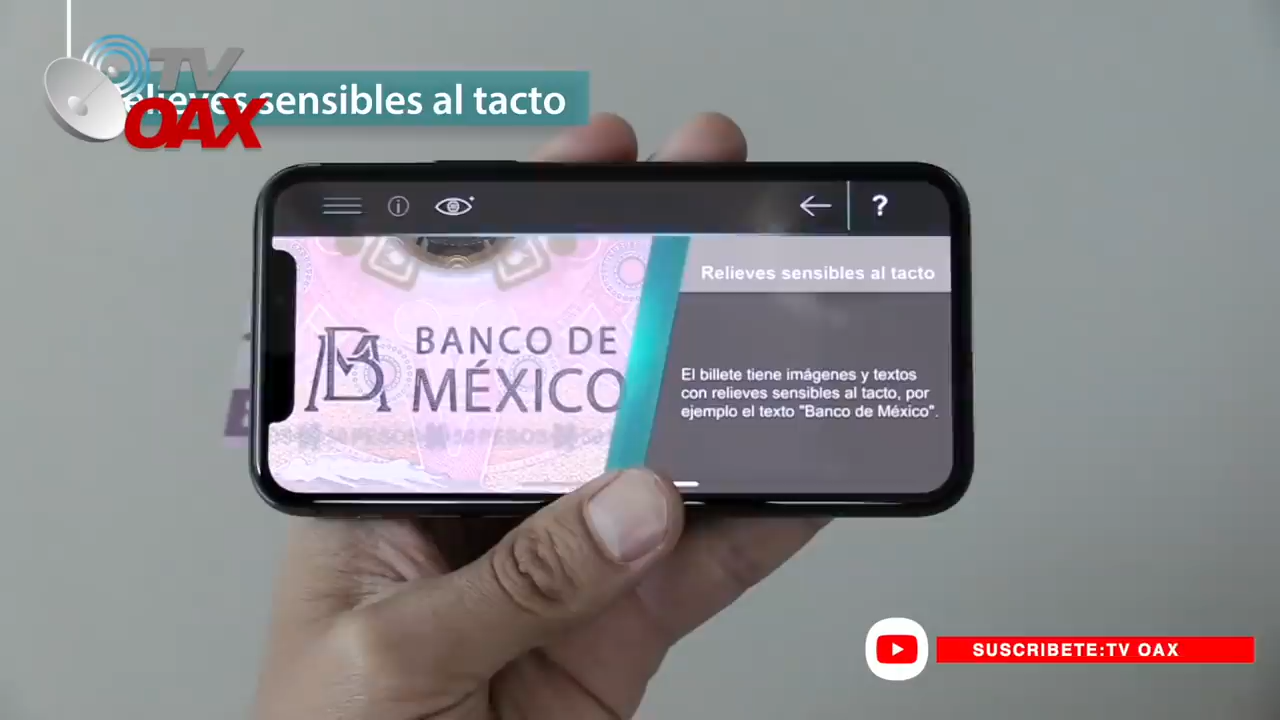 TV
OAX
Relieves sensibles al tacto
?
Relieves sensibles al tacto
BANCO DE
MÉXICO
El billete tiene imágenes y textos
con relieves sensibles al tacto, por
ejemplo el texto "Banco de México".
SUSCRIBETE:TV OAX